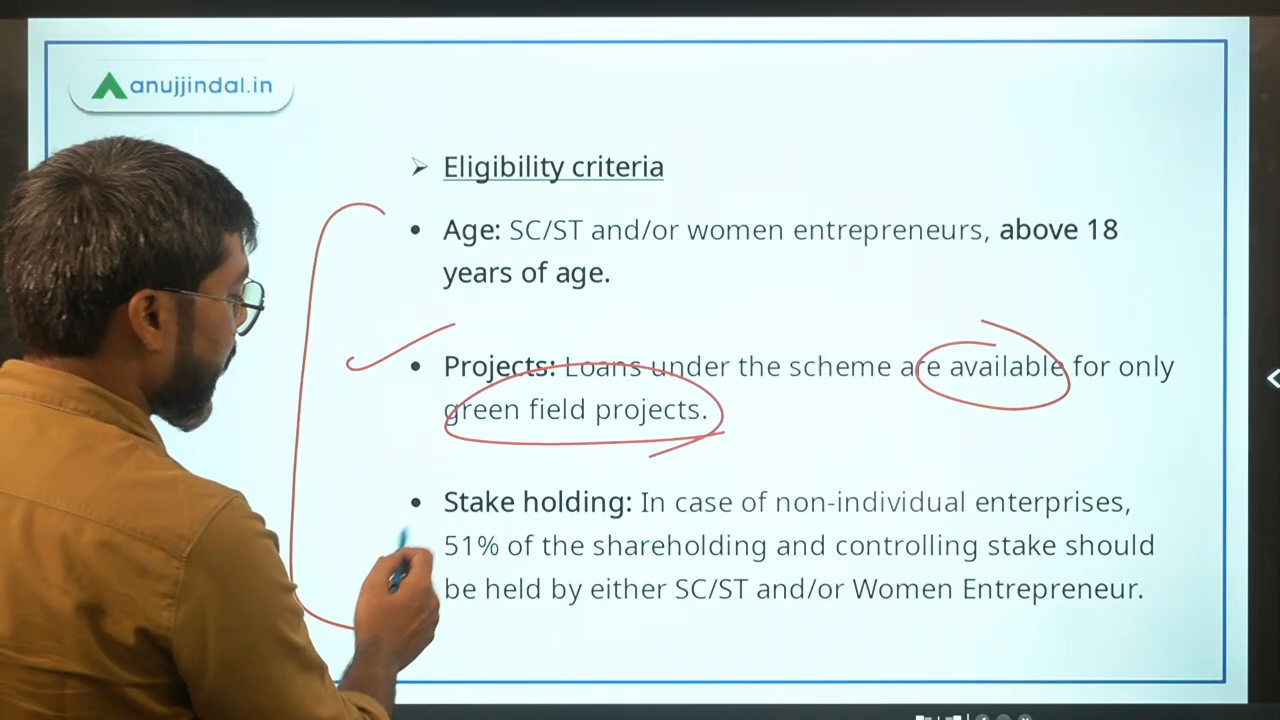 anujjindal.in
Eligibility criteria
Age: SC/ST and/or women entrepreneurs, above 18
years of age.
Projects: Loans under the scheme are available for only
green field projects.
Stake holding: In case of non-individual enterprises,
51% of the shareholding and controlling stake should
be held by either SC/ST and/or Women Entrepreneur.